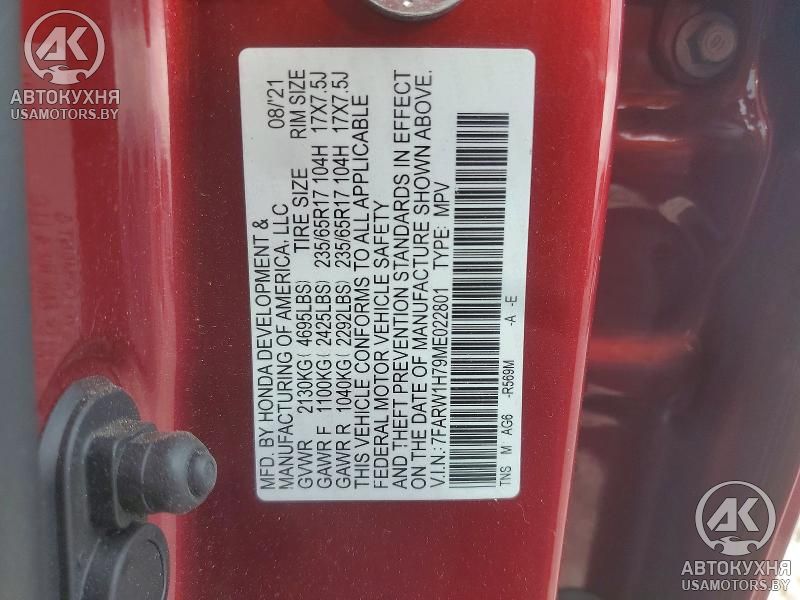 AK
АВТОКУХНЯ
USAMOTORS.BY
MFD. BY HONDA DEVELOPMENT & 08/'21
MANUFACTURING OF AMERICA, LLC
TIRE SIZE RIM SIZE
GVWR 2130KG (4695LBS)
GAWR F 1100KG (2425LBS) 235/65R17 104H 17X7.5J
GAWR R 1040KG (2292LBS) 235/65R17 104H 17X7.5J
THIS VEHICLE CONFORMS TO ALL APPLICABLE
FEDERAL MOTOR VEHICLE SAFETY
AND THEFT PREVENTION STANDARDS IN EFFECT
ON THE DATE OF MANUFACTURE SHOWN ABOVE.
V.I.N.: 7FARW1H79ME022801 TYPE: MPV
TNS M AG6 -R569M -A -E
AK
АВТОКУХНЯ
USAMOTORS.BY